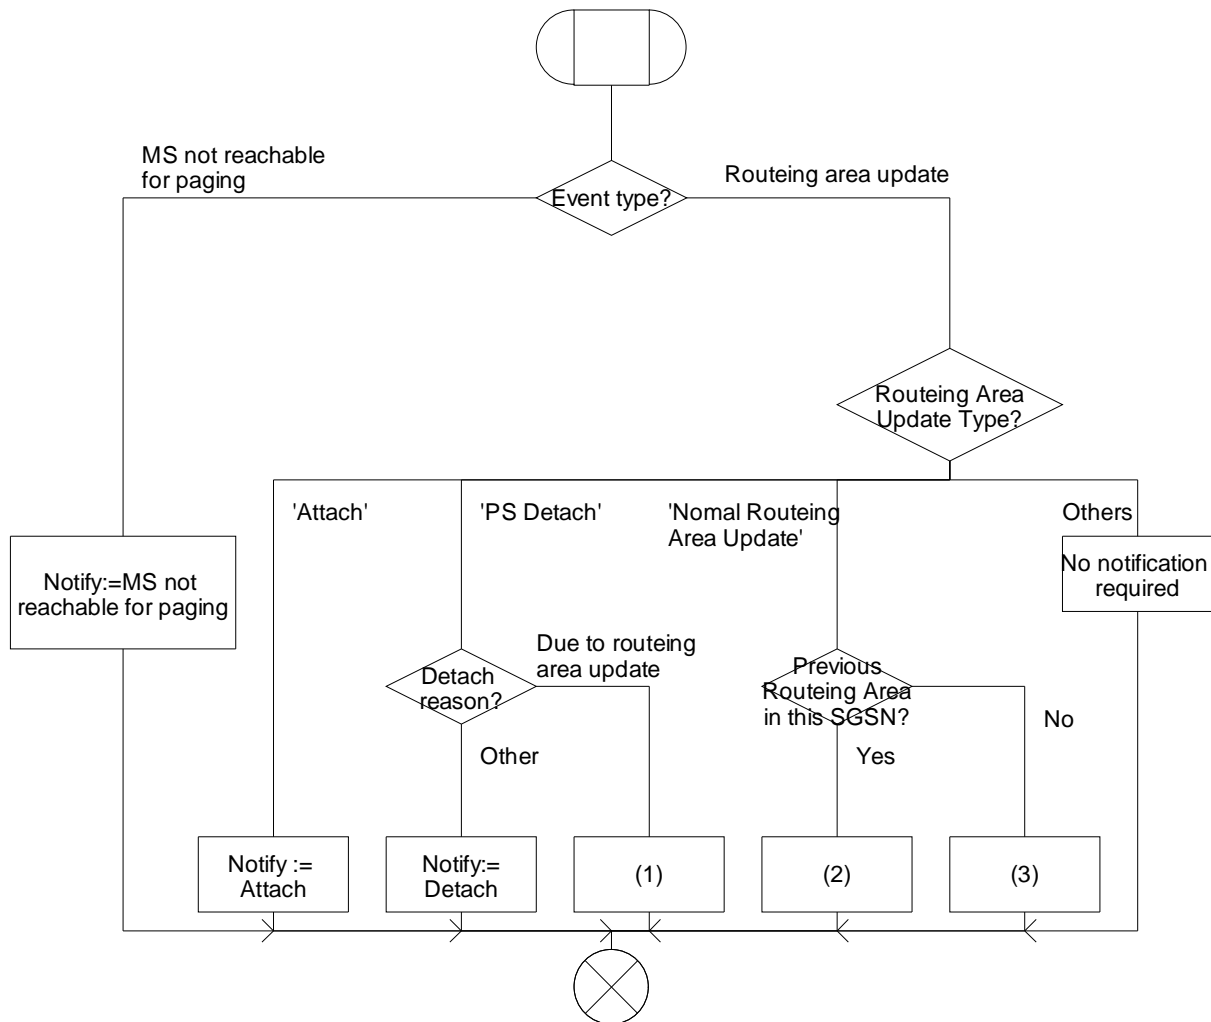 MS not reachable
for paging
Event type?
Routeing area update
Routeing Area
Update Type?
'Attach'
'PS Detach'
'Nomal Routeing
Area Update'
Others
Notify:=MS not
reachable for paging
No notification
required
Due to routeing
area update
Detach
reason?
Previous
Routeing Area
in this SGSN?
No
Other
Yes
Notify :=
Attach
Notify:=
Detach
(1)
(2)
(3)